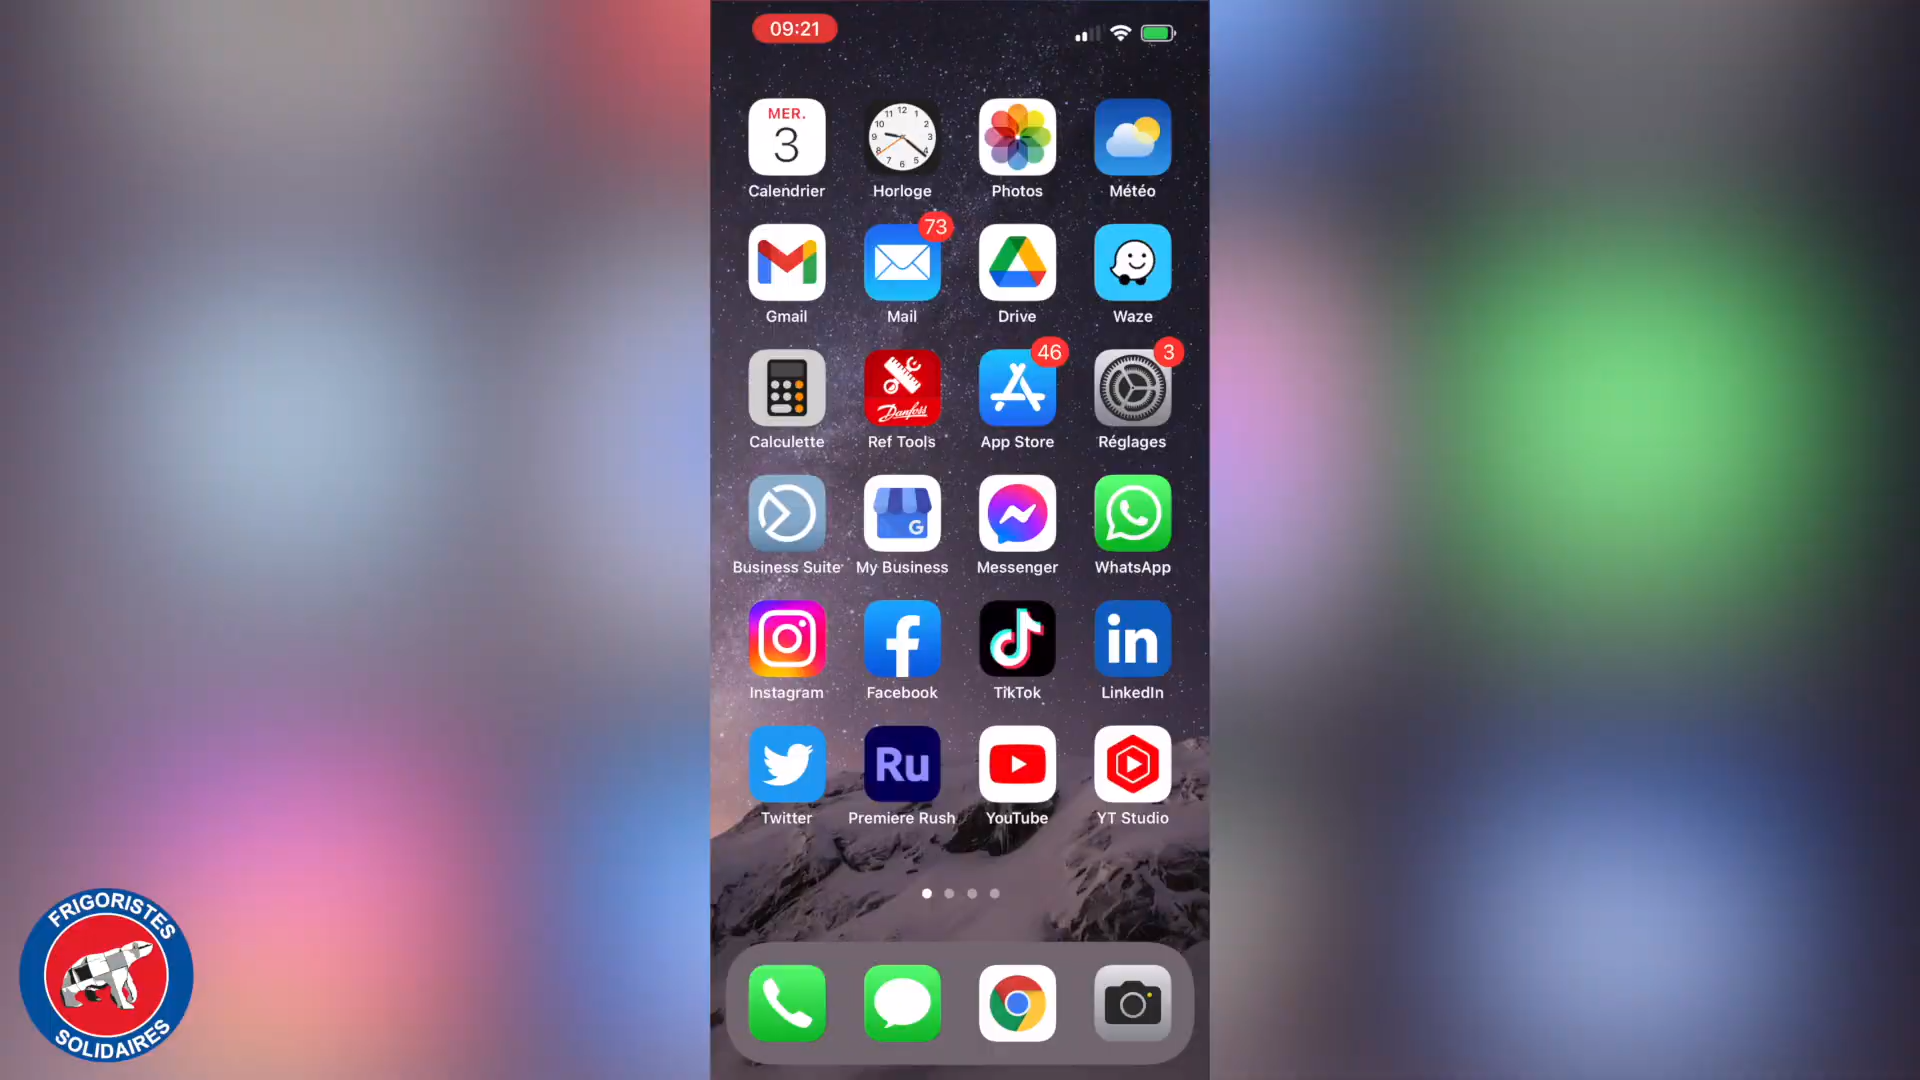 09:21
MER.
3
Calendrier
Horloge
Photos
Météo
73
Gmail
Mail
Drive
Waze
46
3
Danfoss
Calculette
Ref Tools
App Store
Réglages
G
Business Suite
My Business
Messenger
WhatsApp
in
Instagram
Facebook
TikTok
LinkedIn
Ru
Twitter
Premiere Rush
YouTube
YT Studio
FRIGORISTES
SOLIDAIRES